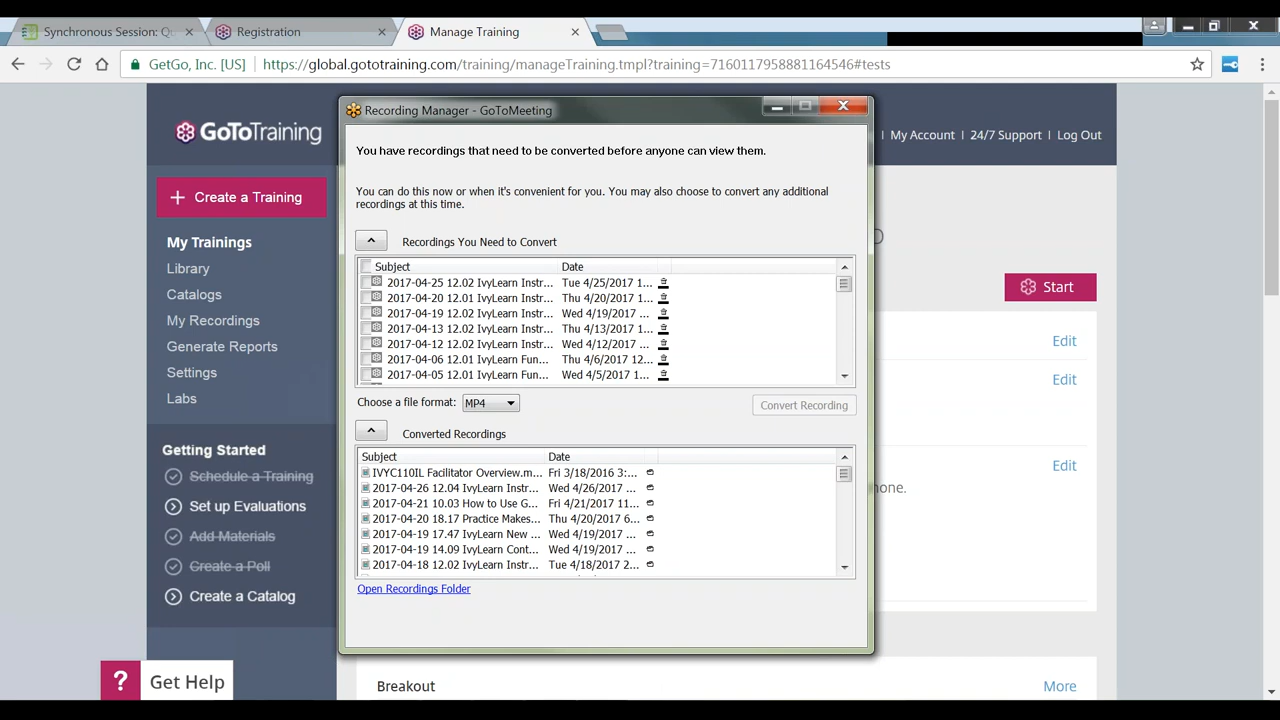 Synchronous Session: Qu
Registration
Manage Training
GetGo, Inc. [US]
https://global.gototraining.com/training/manageTraining.tmpl?training=7160117958881164546#tests
GoToTraining
My Account | 24/7 Support | Log Out
+ Create a Training
My Trainings
Library
Catalogs
My Recordings
Generate Reports
Settings
Labs
Getting Started
Schedule a Training
Set up Evaluations
Add Materials
Create a Poll
Create a Catalog
? Get Help
Recording Manager - GoToMeeting
You have recordings that need to be converted before anyone can view them.
You can do this now or when it's convenient for you. You may also choose to convert any additional
recordings at this time.
Recordings You Need to Convert
Subject Date
2017-04-25 12.02 IvyLearn Instr... Tue 4/25/2017 1...
2017-04-20 12.01 IvyLearn Instr... Thu 4/20/2017 1...
2017-04-19 12.02 IvyLearn Instr... Wed 4/19/2017 ...
2017-04-13 12.02 IvyLearn Instr... Thu 4/13/2017 1...
2017-04-12 12.02 IvyLearn Instr... Wed 4/12/2017 ...
2017-04-06 12.01 IvyLearn Fun... Thu 4/6/2017 12...
2017-04-05 12.01 IvyLearn Fun... Wed 4/5/2017 1...
Choose a file format: MP4
Convert Recording
Converted Recordings
Subject Date
IVYC110IL Facilitator Overview.m... Fri 3/18/2016 3:...
2017-04-26 12.04 IvyLearn Instr... Wed 4/26/2017 ...
2017-04-21 10.03 How to Use G... Fri 4/21/2017 11...
2017-04-20 18.17 Practice Makes... Thu 4/20/2017 6...
2017-04-19 17.47 IvyLearn New ... Wed 4/19/2017 ...
2017-04-19 14.09 IvyLearn Cont... Wed 4/19/2017 ...
2017-04-18 12.02 IvyLearn Instr... Tue 4/18/2017 2...
Open Recordings Folder
Start
Edit
Edit
Edit
one.
Breakout
More